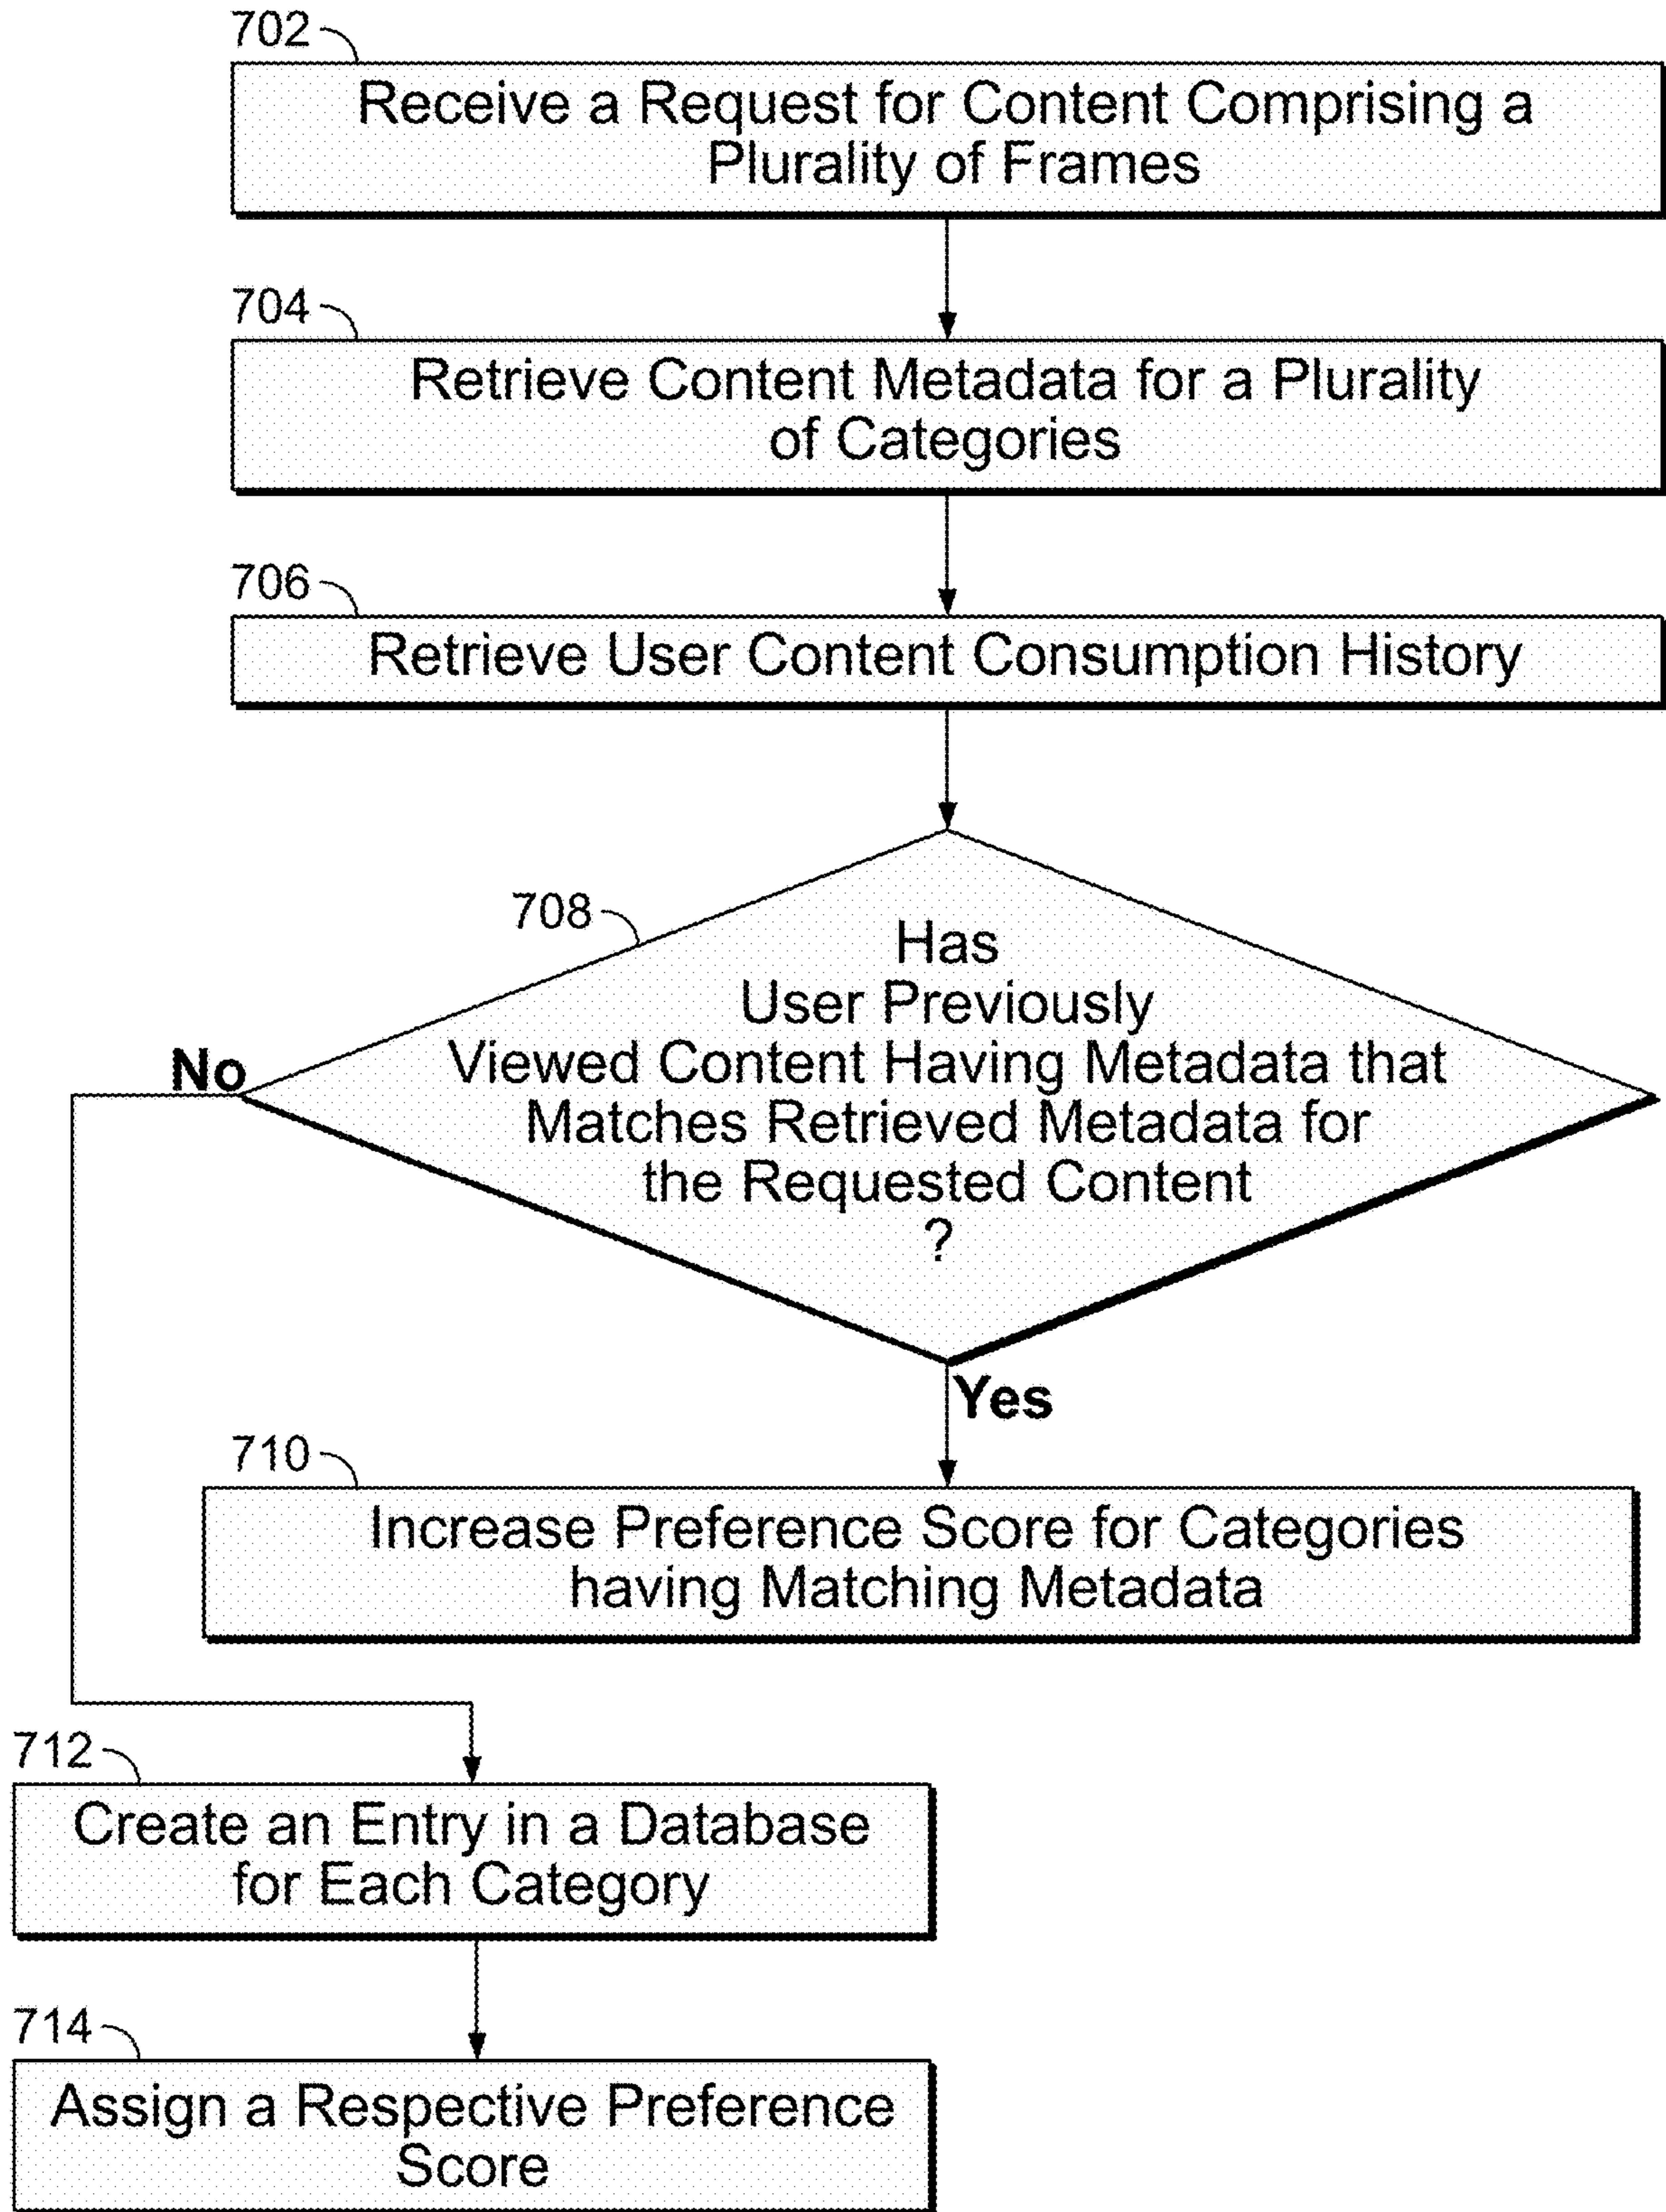 702
Receive a Request for Content Comprising a
Plurality of Frames
704
Retrieve Content Metadata for a Plurality
of Categories
706
Retrieve User Content Consumption History
708
Has
User Previously
Viewed Content Having Metadata that
Matches Retrieved Metadata for
the Requested Content
?
No
Yes
710
Increase Preference Score for Categories
having Matching Metadata
712
Create an Entry in a Database
for Each Category
714
Assign a Respective Preference
Score